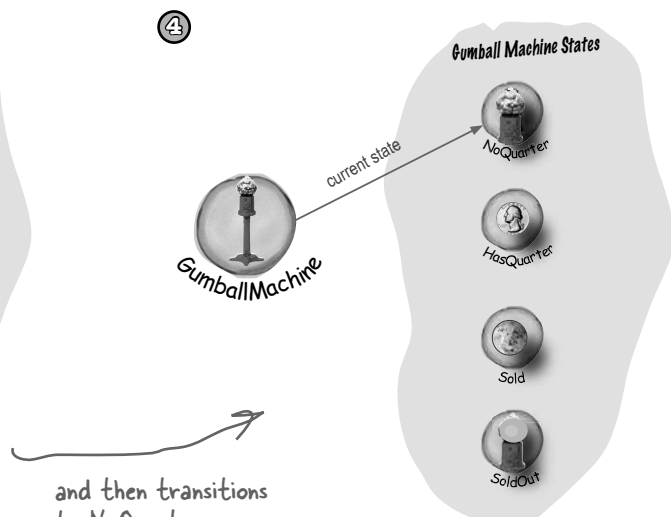 4
Gumball Machine States
current state
NoQuarter
GumballMachine
HasQuarter
Sold
SoldOut
and then transitions